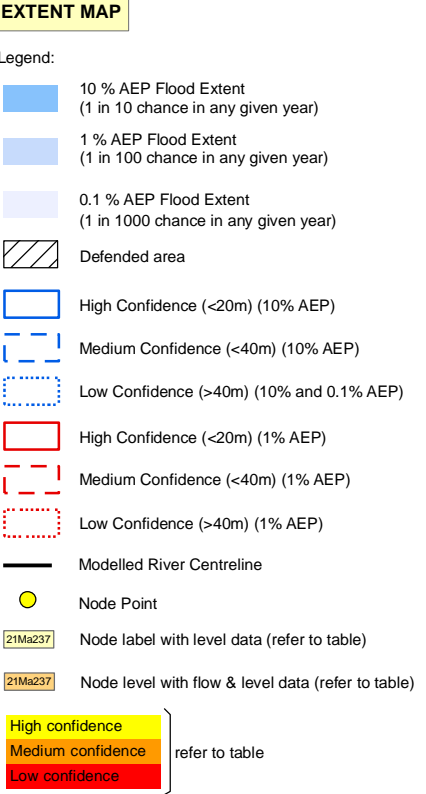 EXTENT MAP
Legend:
10 % AEP Flood Extent
(1 in 10 chance in any given year)
1 % AEP Flood Extent
(1 in 100 chance in any given year)
0.1 % AEP Flood Extent
(1 in 1000 chance in any given year)
Defended area
High Confidence (<20m) (10% AEP)
Medium Confidence (<40m) (10% AEP)
Low Confidence (>40m) (10% and 0.1% AEP)
High Confidence (<20m) (1% AEP)
Medium Confidence (<40m) (1% AEP)
Low Confidence (>40m) (1% AEP)
Modelled River Centreline
Node Point
21Ma237 Node label with level data (refer to table)
21Ma237 Node level with flow & level data (refer to table)
High confidence
Medium confidence refer to table
Low confidence